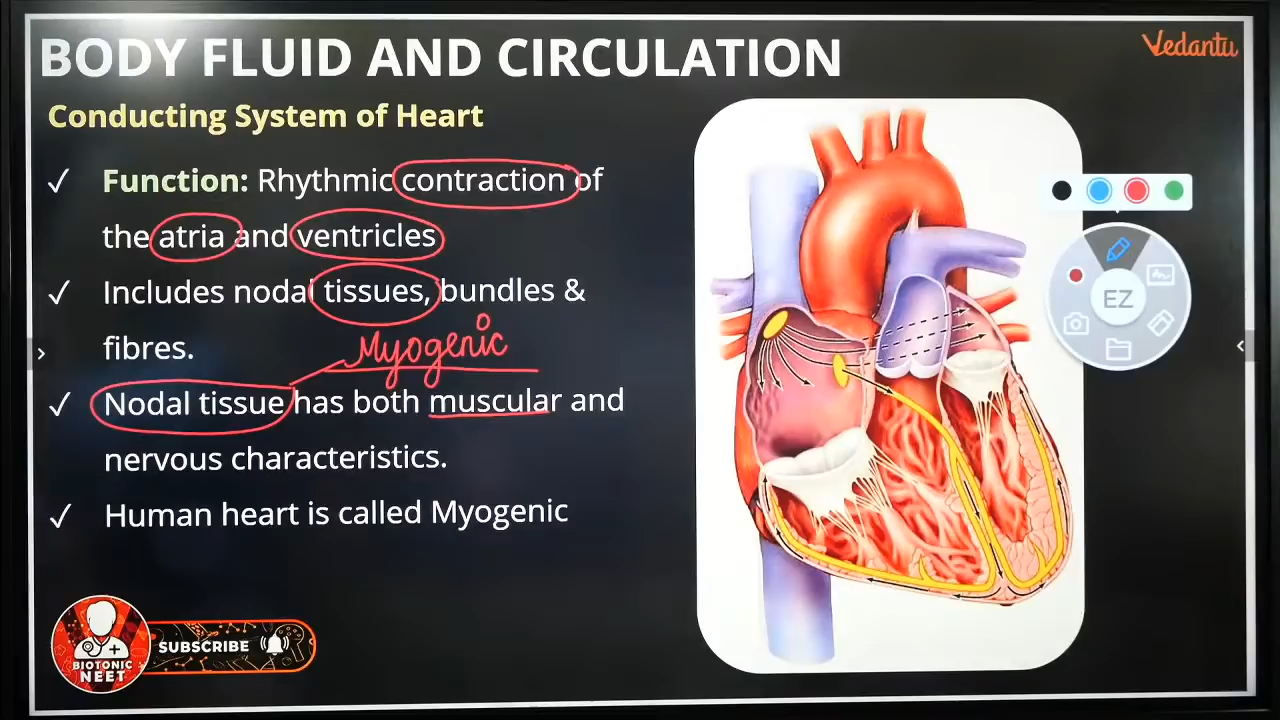 BODY FLUID AND CIRCULATION
Vedantu
Conducting System of Heart
✓ Function: Rhythmic contraction of
the atria and ventricles
✓ Includes nodal tissues, bundles &
fibres.
Myogenic
✓ Nodal tissue has both muscular and
nervous characteristics.
✓ Human heart is called Myogenic
EZ
SUBSCRIBE
BIOTONIC
NEET